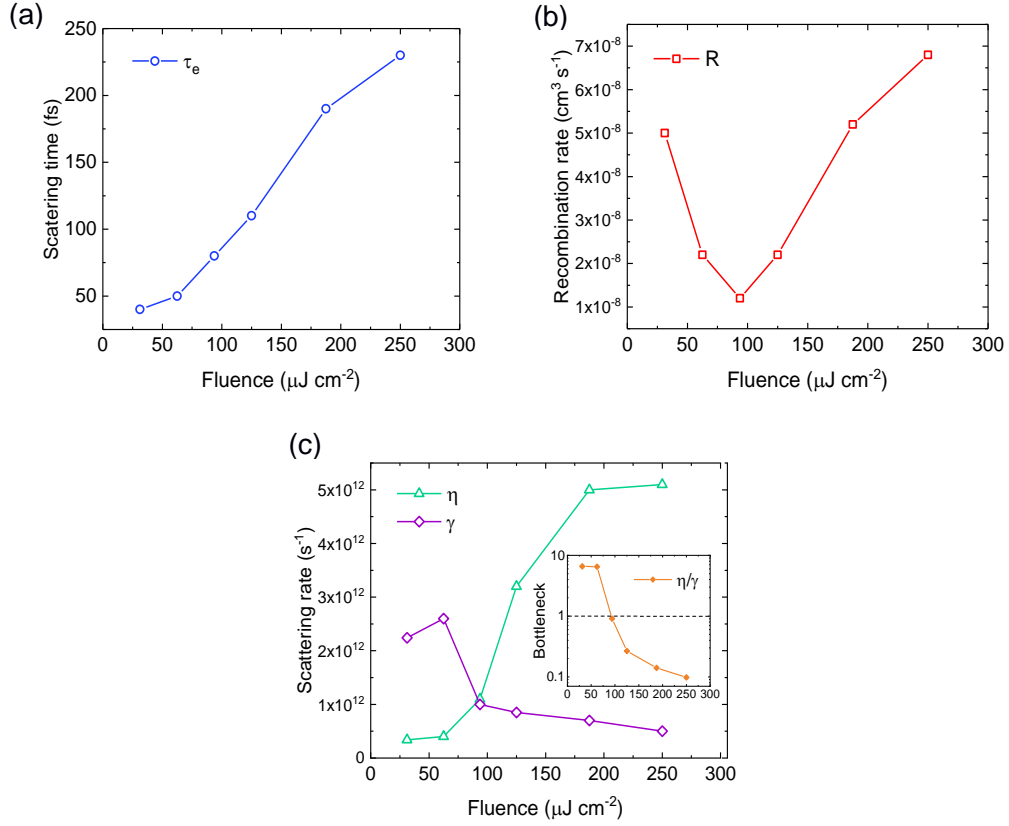 (a)
250
200
150
100
50
Scatering time (fs)
τe
0 50 100 150 200 250 300
Fluence (μJ cm-2)
(b)
7x10-8
6x10-8
5x10-8
4x10-8
3x10-8
2x10-8
1x10-8
Recombination rate (cm3 s-1)
R
0 50 100 150 200 250 300
Fluence (μJ cm-2)
(c)
5x1012
4x1012
3x1012
2x1012
1x1012
0
Scattering rate (s-1)
η
γ
0 50 100 150 200 250 300
Fluence (μJ cm-2)
10
1
0.1
Bottleneck
η/γ
0 50 100 150 200 250 300